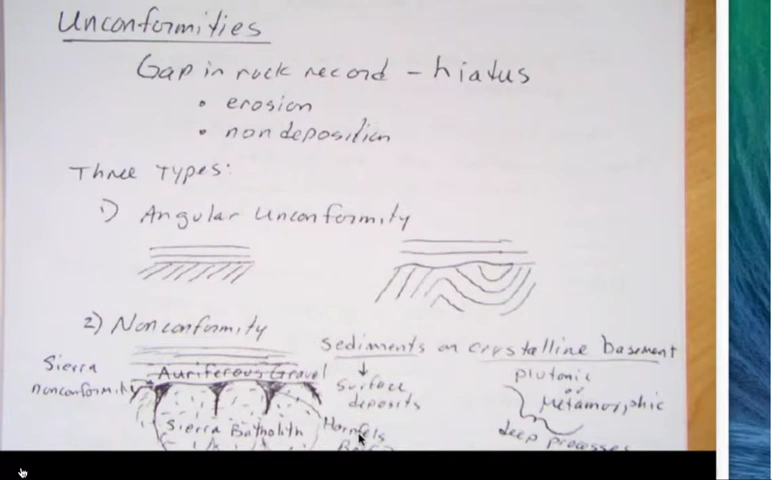 Unconformities
Gap in rock record - hiatus
• erosion
• nondeposition
Three Types:
1) Angular Unconformity
2) Nonconformity
sediments on crystalline basement
Sierra
nonconformity
Auriferous Gravel
Surface
deposits
plutonic
or
Metamorphic
deep processes
Sierra Batholith
Hornfels